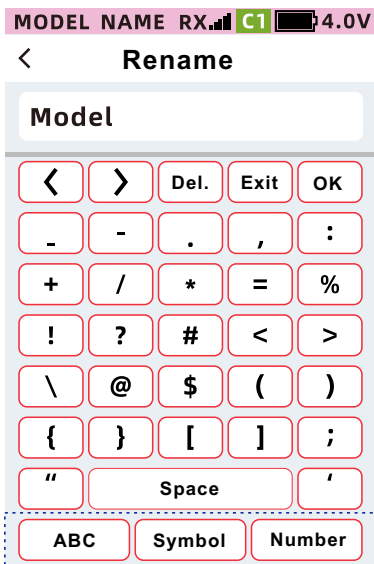 MODEL NAME RX C1 4.0V
< Rename
Model
❮ ❯ Del. Exit OK
_ - . , :
+ / * = %
! ? # < >
\ @ $ ( )
{ } [ ] ;
“ Space ‘
ABC Symbol Number